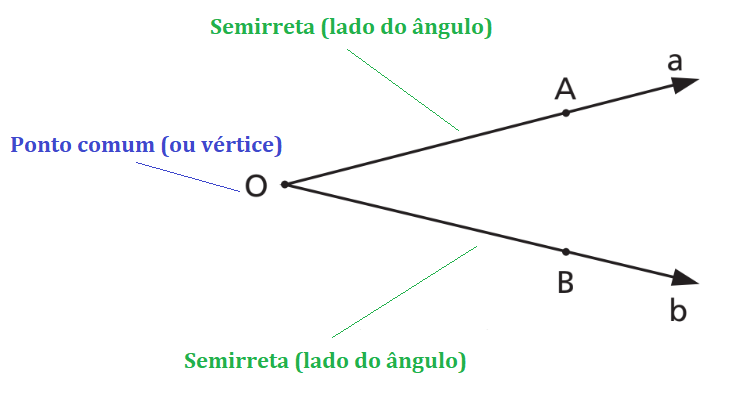 Semirreta (lado do ângulo)
a
A
Ponto comum (ou vértice)
O
B
b
Semirreta (lado do ângulo)